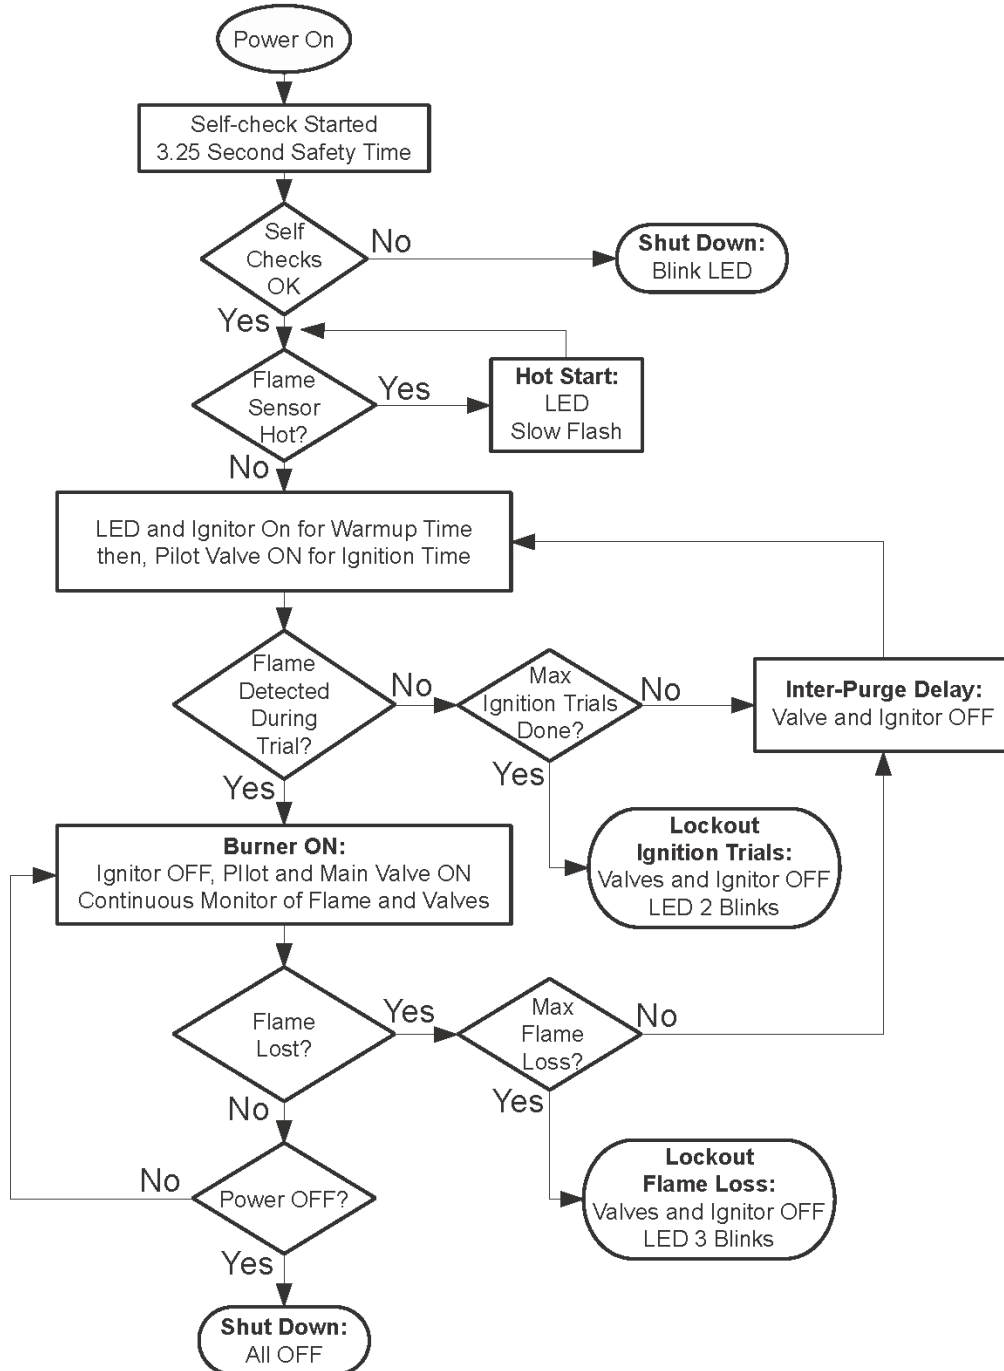 Power On
Self-check Started
3.25 Second Safety Time
Self
Checks
OK
No
Shut Down:
Blink LED
Yes
Flame
Sensor
Hot?
Yes
Hot Start:
LED
Slow Flash
No
LED and Ignitor On for Warmup Time
then, Pilot Valve ON for Ignition Time
Flame
Detected
During
Trial?
No
Max
Ignition Trials
Done?
No
Inter-Purge Delay:
Valve and Ignitor OFF
Yes
Yes
Lockout
Ignition Trials:
Valves and Ignitor OFF
LED 2 Blinks
Burner ON:
Ignitor OFF, PIlot and Main Valve ON
Continuous Monitor of Flame and Valves
Flame
Lost?
Yes
Max
Flame
Loss?
No
Yes
No
Lockout
Flame Loss:
Valves and Ignitor OFF
LED 3 Blinks
Power OFF?
No
Yes
Shut Down:
All OFF